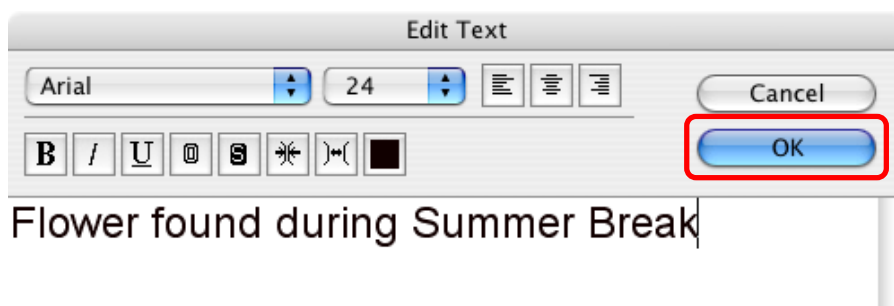 Edit Text
Arial 24 Cancel
B I U O S OK
Flower found during Summer Break